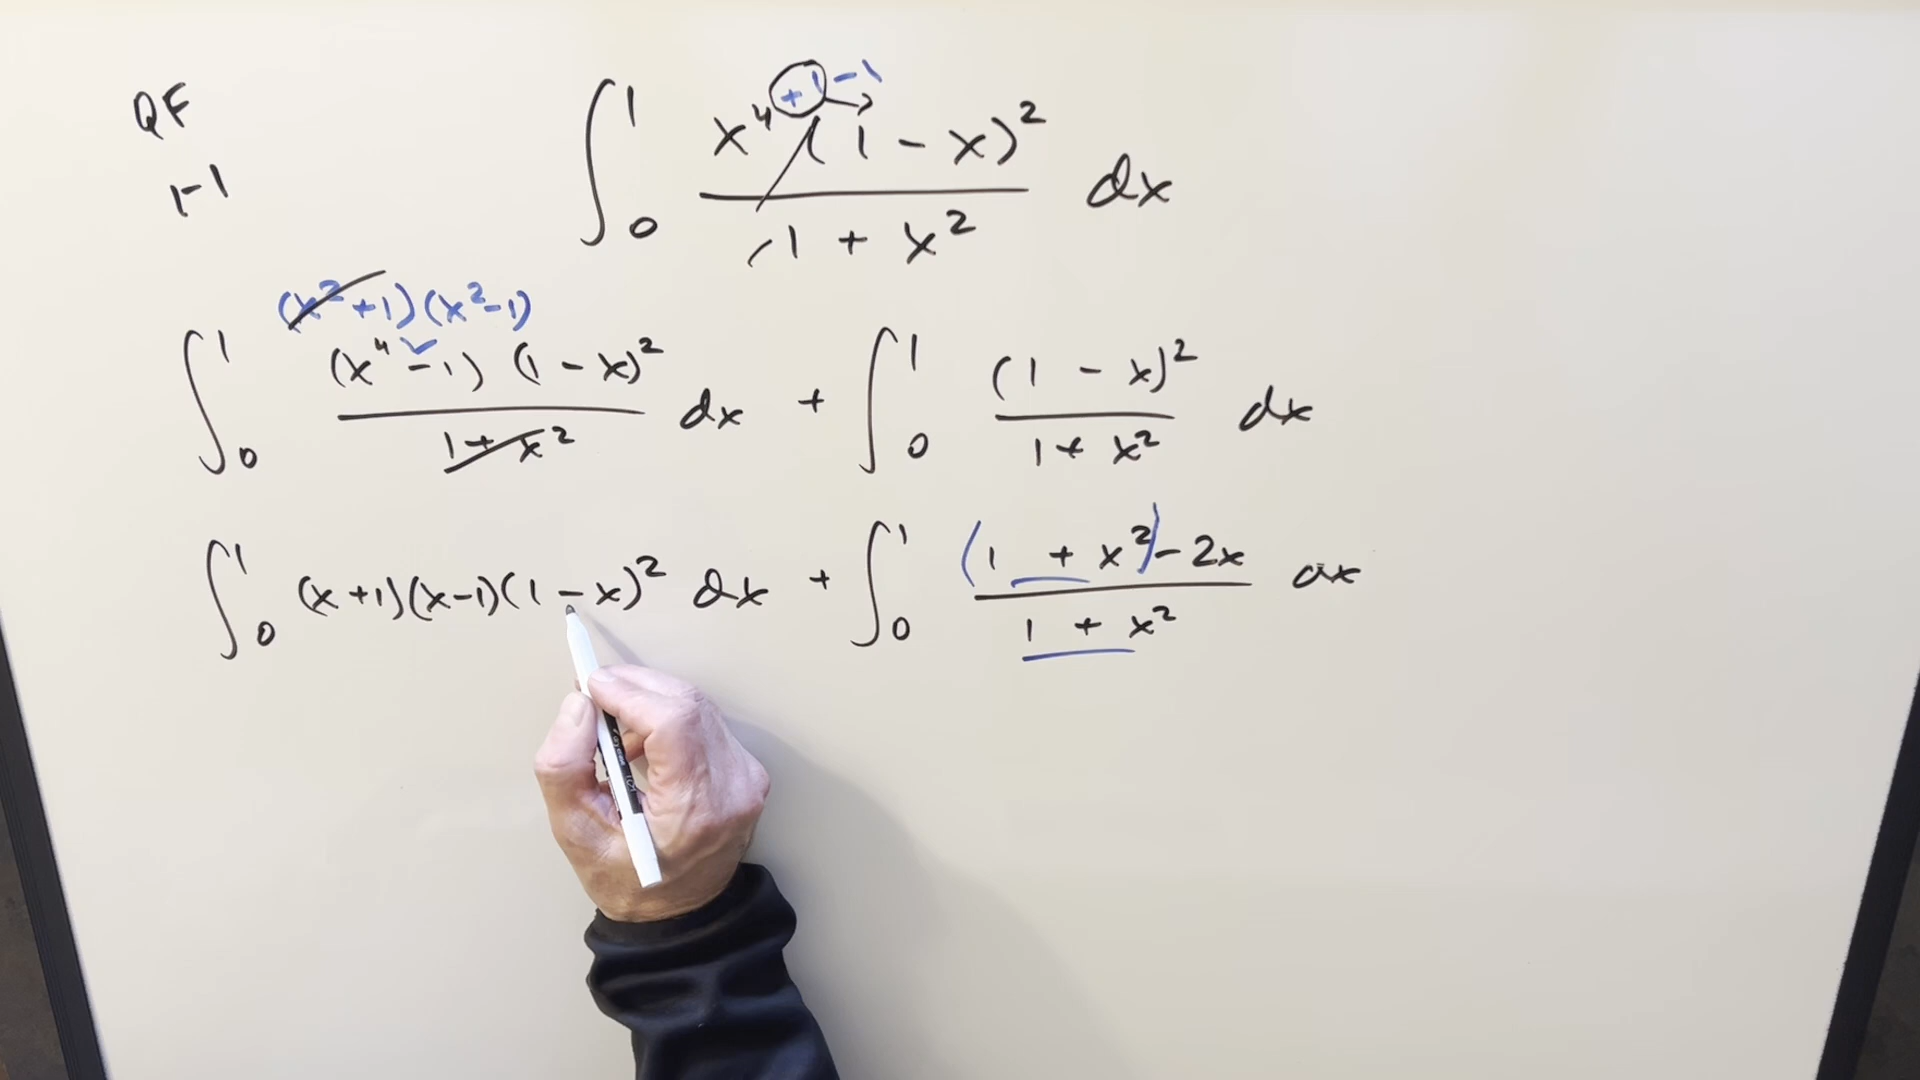 QF
1-1
∫₀¹ x⁴ +1 -1 (1 - x)² / 1 + x² dx
(x²+1)(x²-1)
∫₀¹ (x⁴ - 1) (1 - x)² / 1 + x² dx + ∫₀¹ (1 - x)² / 1 + x² dx
∫₀¹ (x+1)(x-1)(1-x)² dx + ∫₀¹ (1 + x²) - 2x / 1 + x² dx